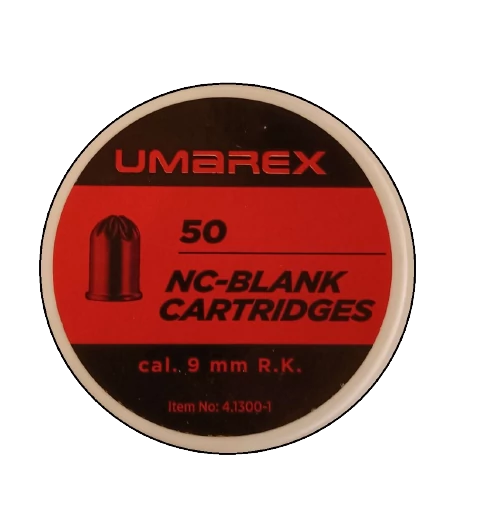 UMAREX
50
NC-BLANK
CARTRIDGES
cal. 9 mm R.K.
Item No: 4.1300-1